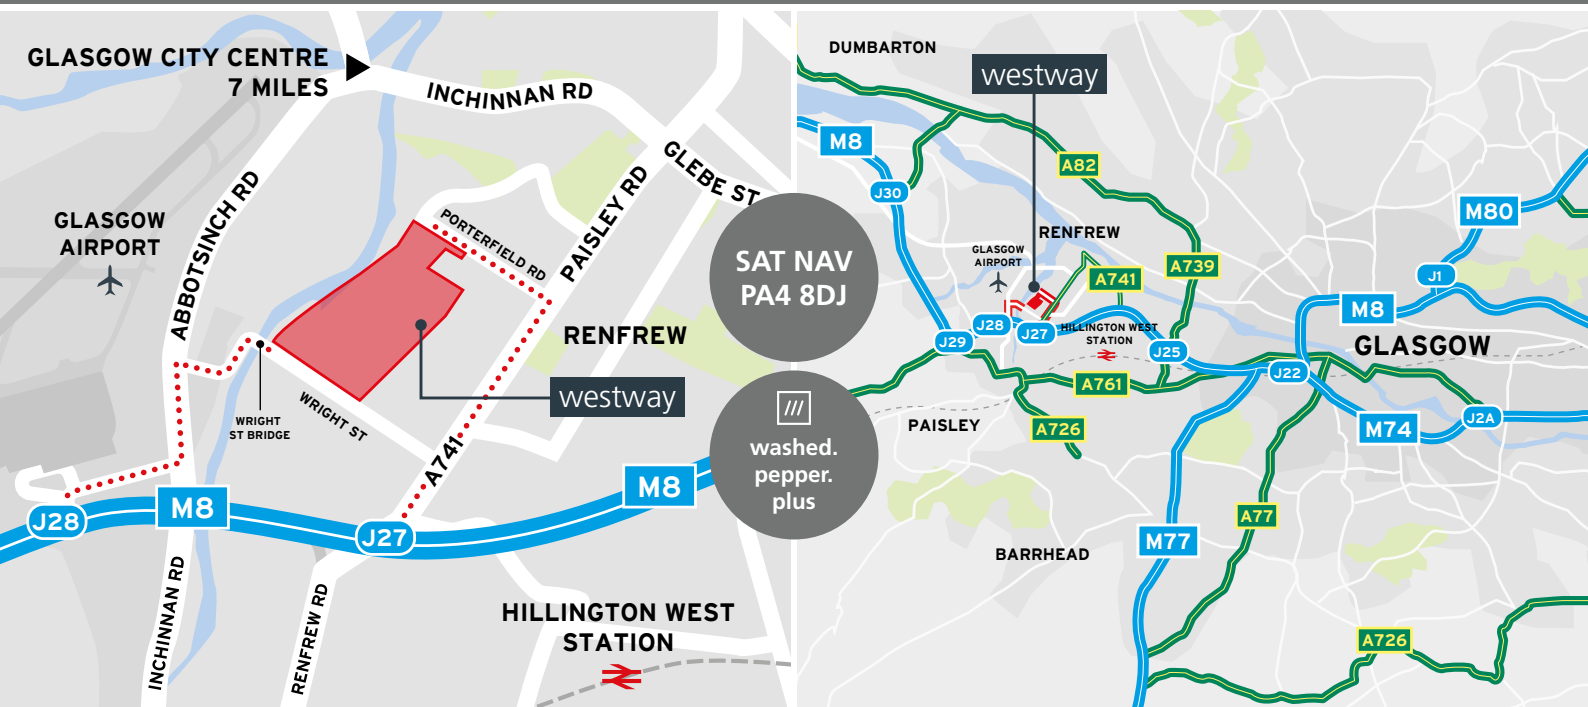 GLASGOW CITY CENTRE
7 MILES
INCHINNAN RD
GLEBE ST
PAISLEY RD
ABBOTSINCH RD
GLASGOW
AIRPORT
PORTERFIELD RD
RENFREW
westway
WRIGHT
ST BRIDGE
WRIGHT ST
A741
M8
M8
J28
J27
INCHINNAN RD
RENFREW RD
HILLINGTON WEST
STATION
SAT NAV
PA4 8DJ
///
washed.
pepper.
plus
DUMBARTON
westway
M8
A82
J30
M80
RENFREW
GLASGOW
AIRPORT
A741
A739
J1
M8
J28
J27
HILLINGTON WEST
STATION
J29
J25
GLASGOW
J22
A761
PAISLEY
A726
M74
J2A
A77
M77
BARRHEAD
A726